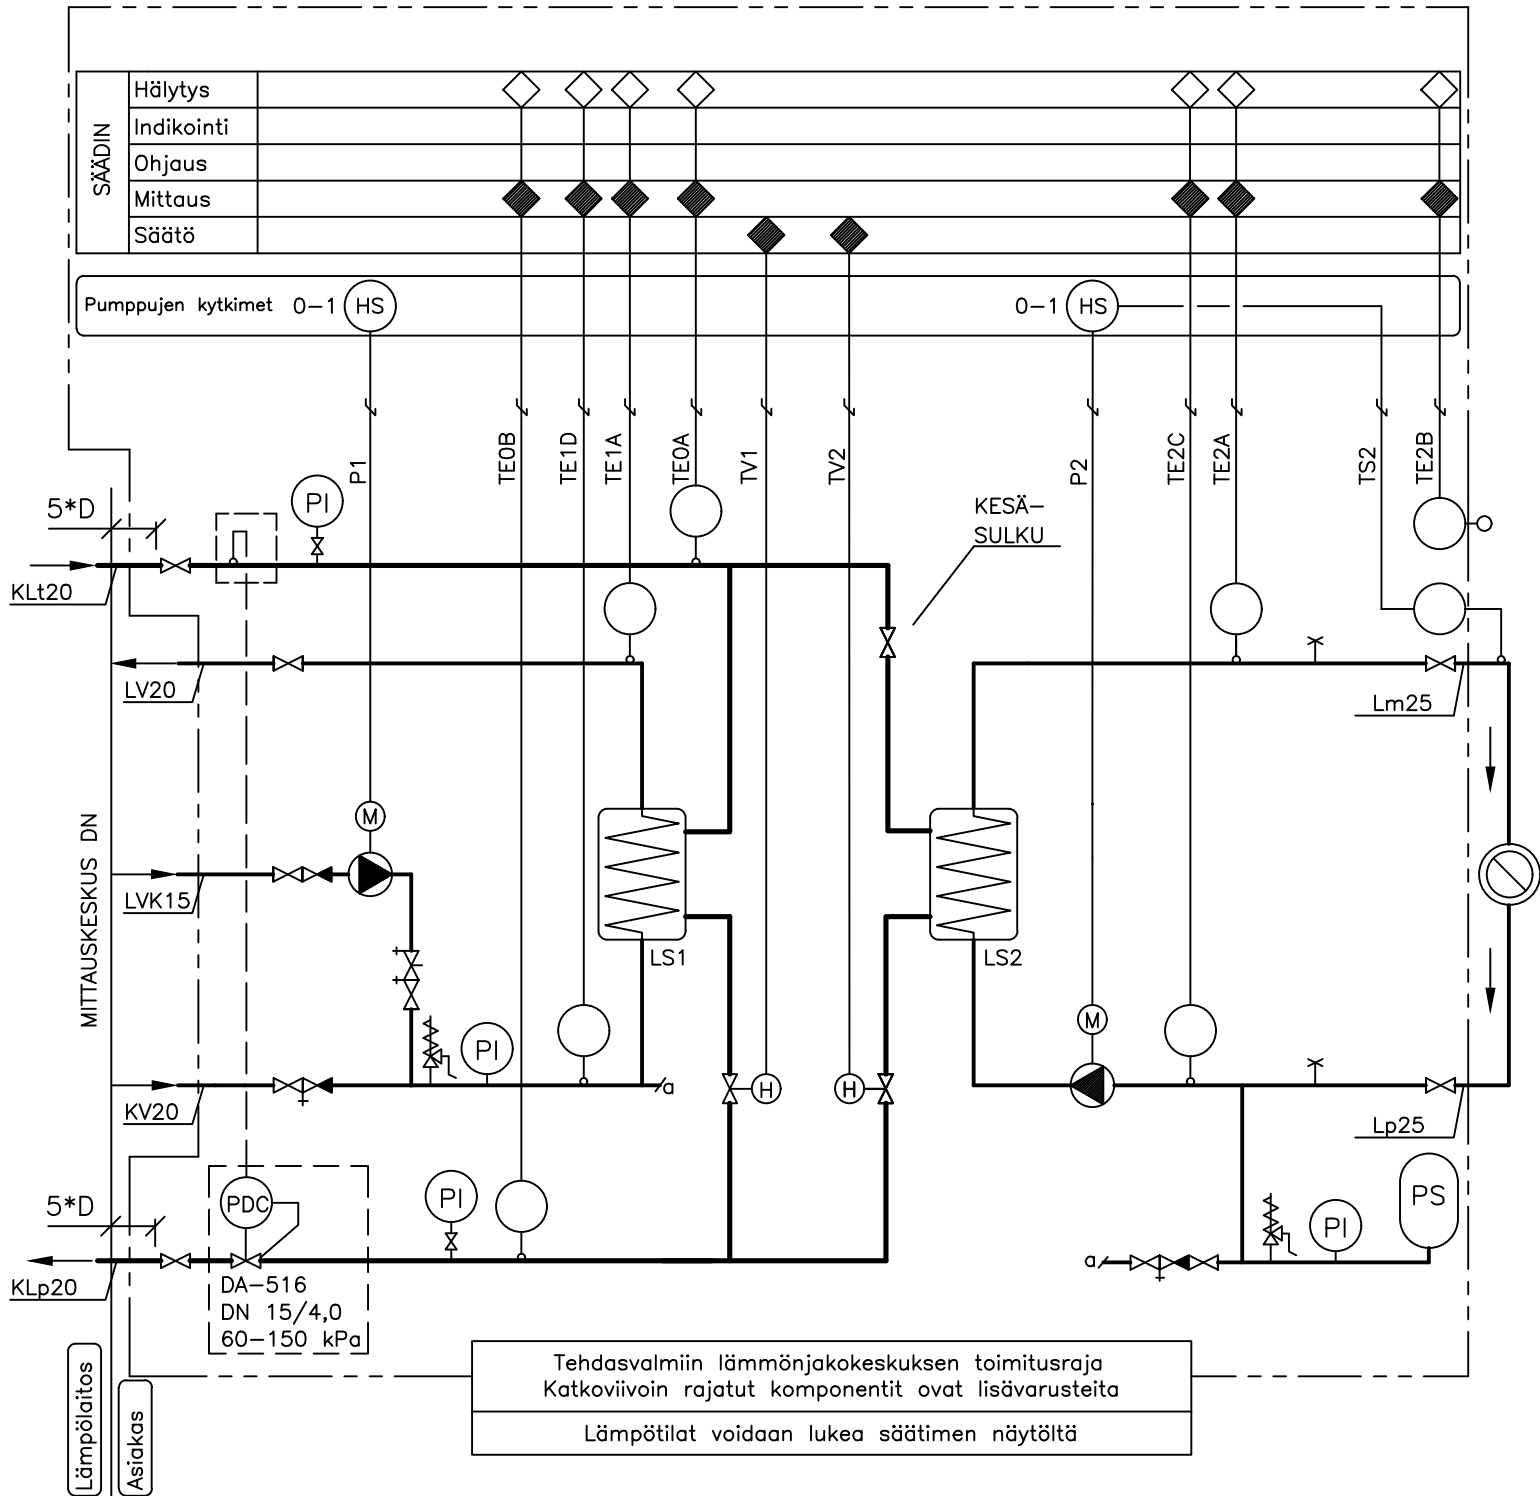 SÄÄDIN
Hälytys
Indikointi
Ohjaus
Mittaus
Säätö
Pumppujen kytkimet 0-1 HS
0-1 HS
P1
TE0B
TE1D
TE1A
TE0A
TV1
TV2
P2
TE2C
TE2A
TS2
TE2B
5*D
PI
KESÄ-
SULKU
KLt20
LV20
Lm25
MITTAUSKESKUS DN
M
LVK15
LS1
LS2
M
PI
KV20
a
H
H
Lp25
5*D
PDC
PI
PI
PS
a
KLp20
DA-516
DN 15/4,0
60-150 kPa
Lämpölaitos
Asiakas
Tehdasvalmiin lämmönjakokeskuksen toimitusraja
Katkoviivoin rajatut komponentit ovat lisävarusteita
Lämpötilat voidaan lukea säätimen näytöltä